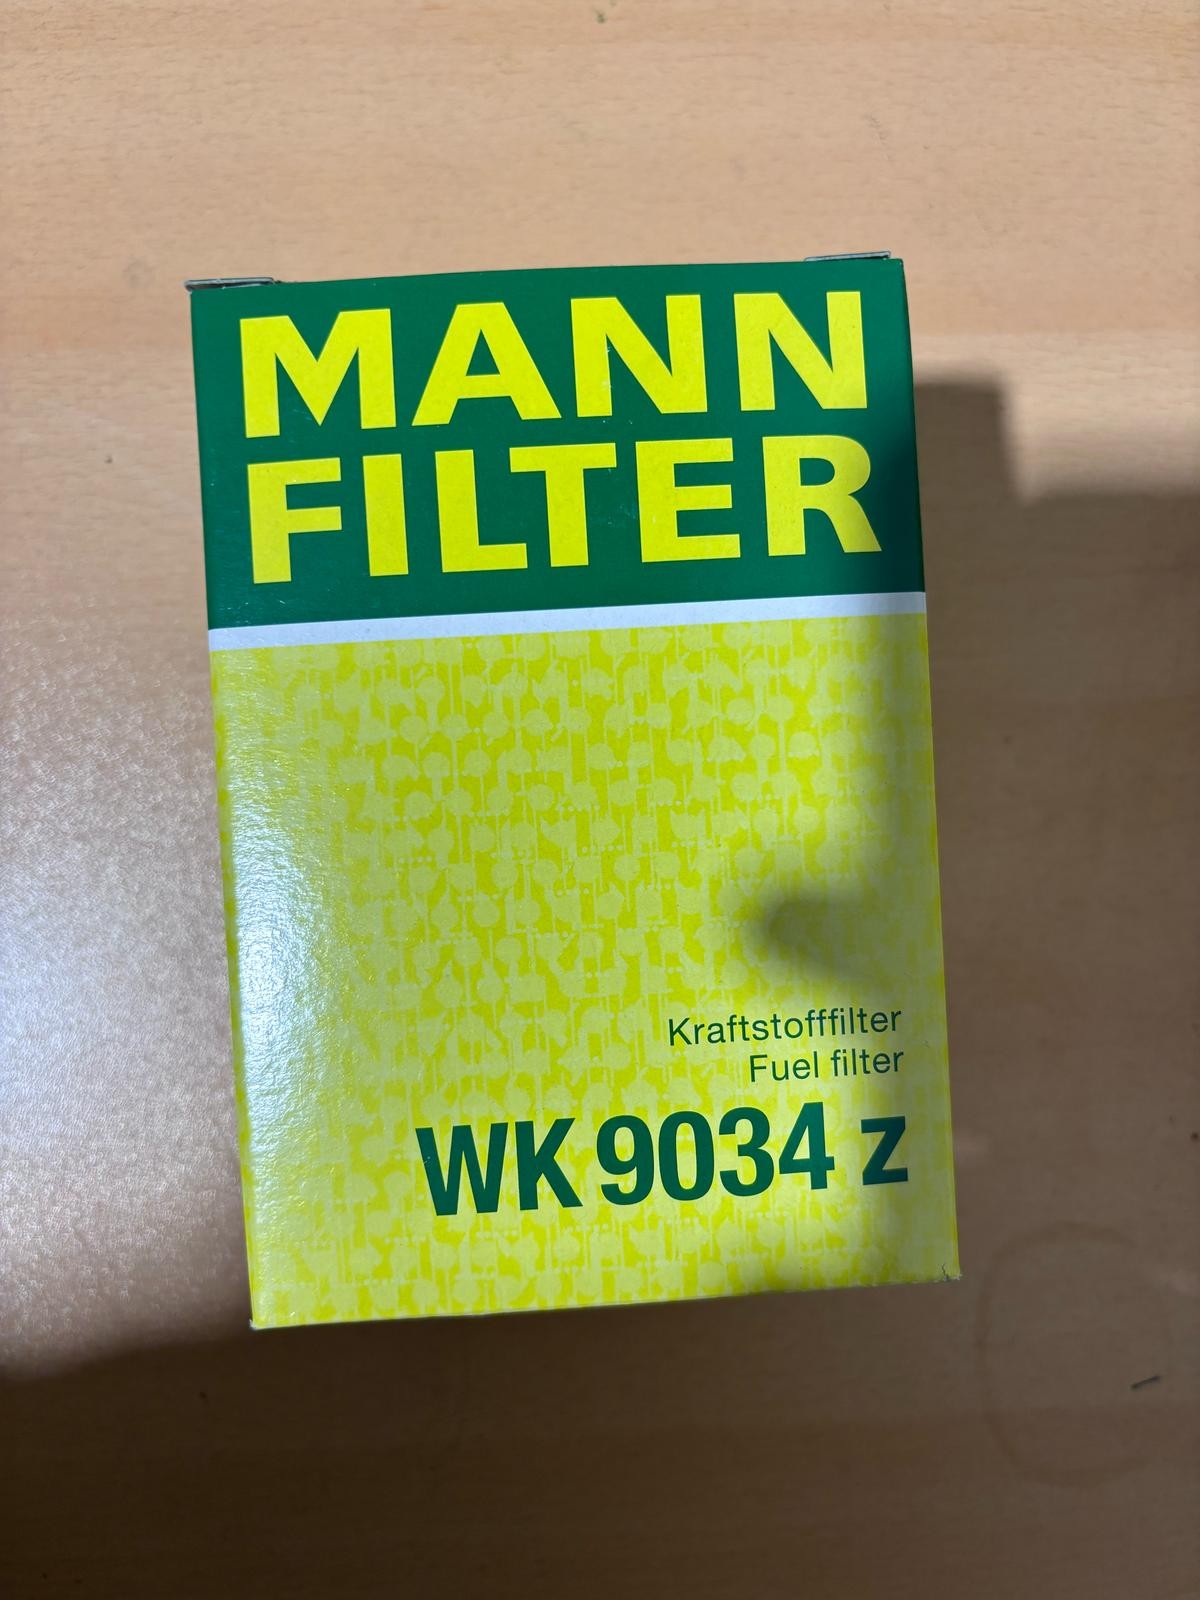 MANN
FILTER
Kraftstofffilter
Fuel filter
WK 9034 z